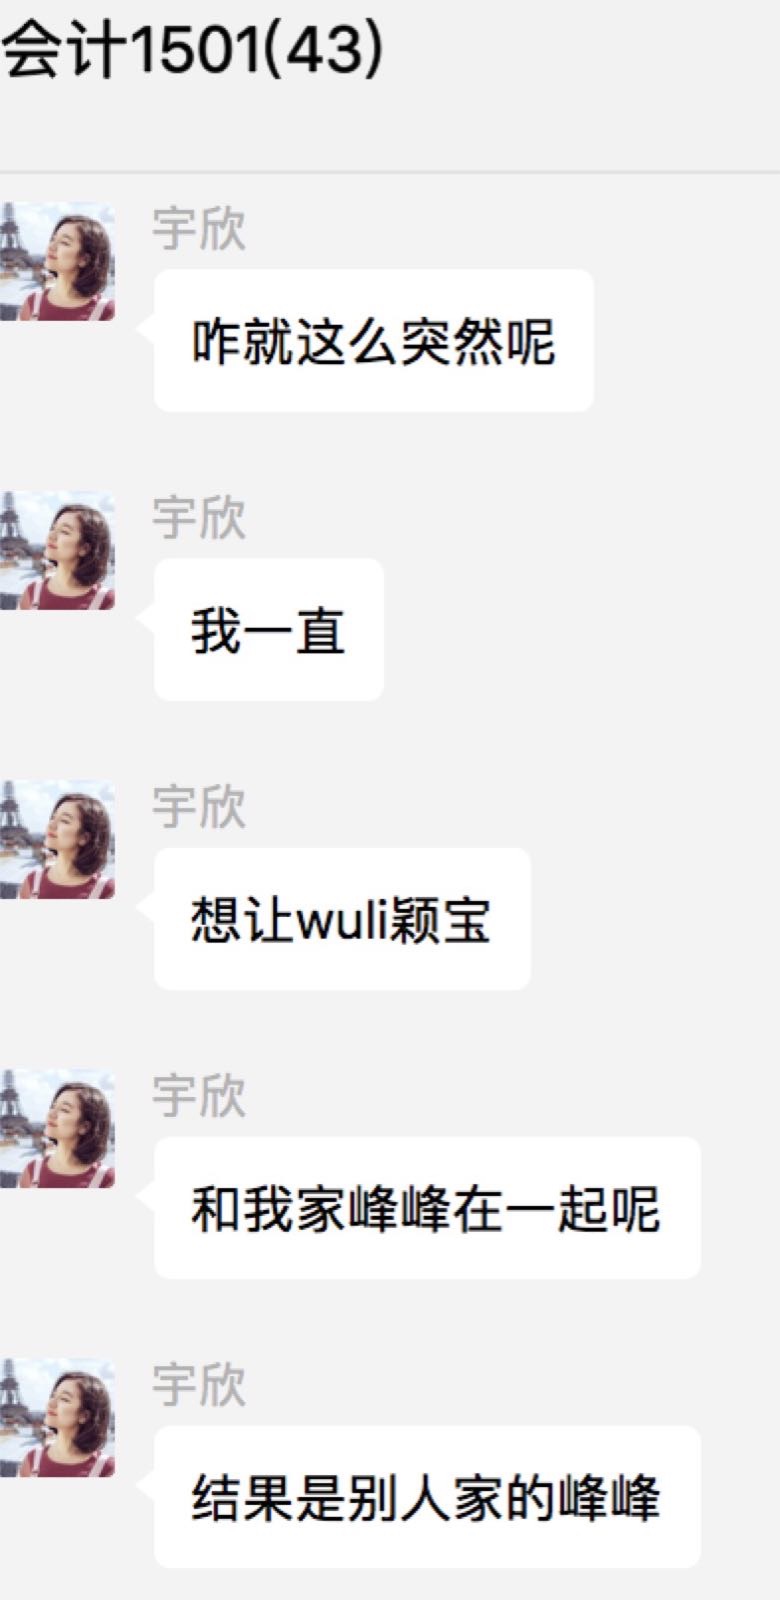 会计1501(43)
宇欣
咋就这么突然呢
宇欣
我一直
宇欣
想让wuli颖宝
宇欣
和我家峰峰在一起呢
宇欣
结果是别人家的峰峰